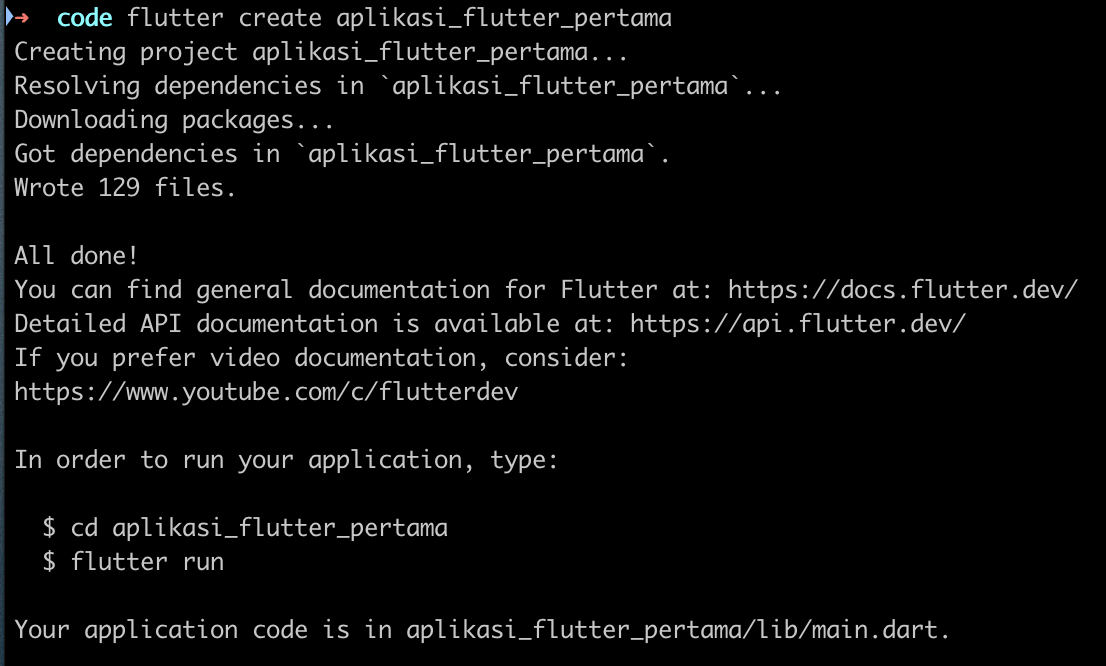 ➜  code flutter create aplikasi_flutter_pertama
Creating project aplikasi_flutter_pertama...
Resolving dependencies in `aplikasi_flutter_pertama`...
Downloading packages...
Got dependencies in `aplikasi_flutter_pertama`.
Wrote 129 files.

All done!
You can find general documentation for Flutter at: https://docs.flutter.dev/
Detailed API documentation is available at: https://api.flutter.dev/
If you prefer video documentation, consider:
https://www.youtube.com/c/flutterdev

In order to run your application, type:

  $ cd aplikasi_flutter_pertama
  $ flutter run

Your application code is in aplikasi_flutter_pertama/lib/main.dart.